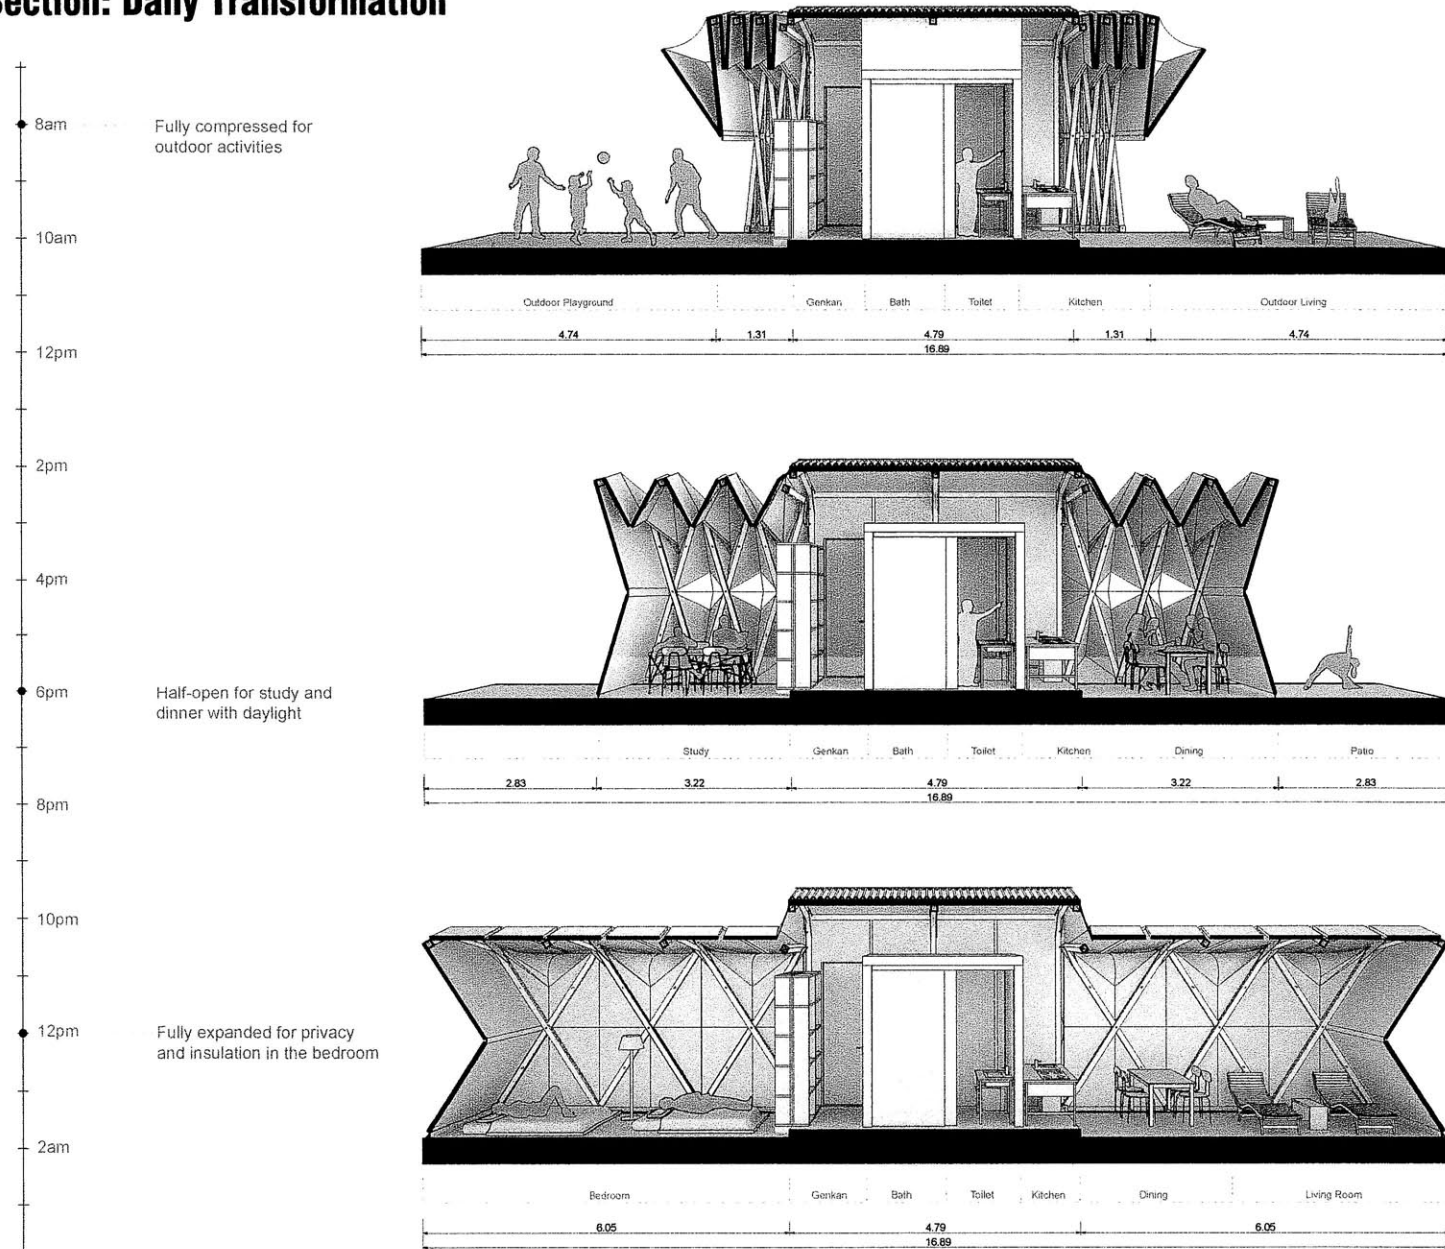 Section: Daily Transformation
8am
Fully compressed for
outdoor activities
10am
Outdoor Playground Genkan Bath Toilet Kitchen Outdoor Living
4.74 1.31 4.79 1.31 4.74
12pm
16.89
2pm
4pm
6pm
Half-open for study and
dinner with daylight
Study Genkan Bath Toilet Kitchen Dining Patio
2.83 3.22 4.79 3.22 2.83
8pm
16.89
10pm
12pm
Fully expanded for privacy
and insulation in the bedroom
2am
Bedroom Genkan Bath Toilet Kitchen Dining Living Room
6.05 4.79 6.05
16.89